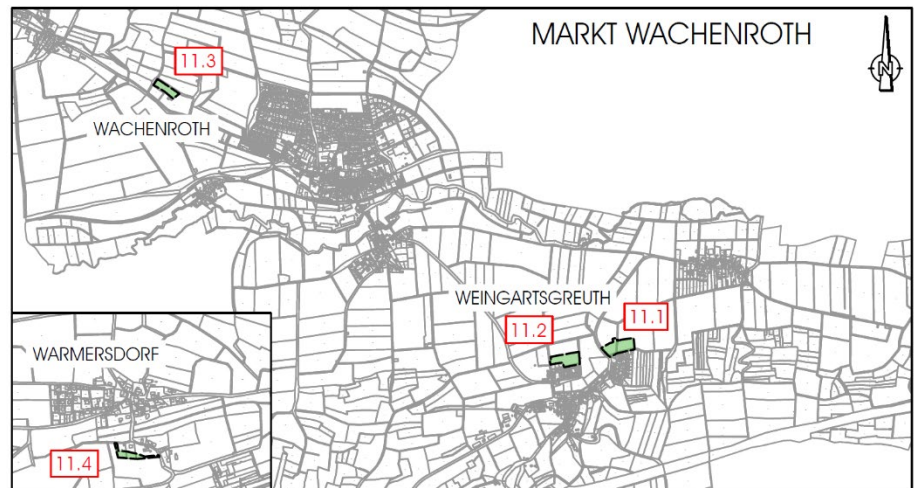 MARKT WACHENROTH
N
11.3
WACHENROTH
WEINGARTSGREUTH
11.2
11.1
WARMERSDORF
11.4